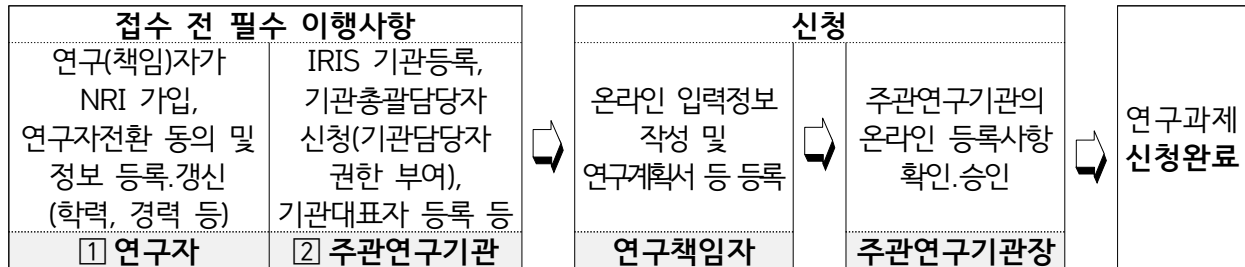 접수 전 필수 이행사항
연구(책임)자가
NRI 가입,
연구자전환 동의 및
정보 등록.갱신
(학력, 경력 등)
1 연구자
IRIS 기관등록,
기관총괄담당자
신청(기관담당자
권한 부여),
기관대표자 등록 등
2 주관연구기관
신청
온라인 입력정보
작성 및
연구계획서 등 등록
연구책임자
주관연구기관의
온라인 등록사항
확인.승인
주관연구기관장
연구과제
신청완료